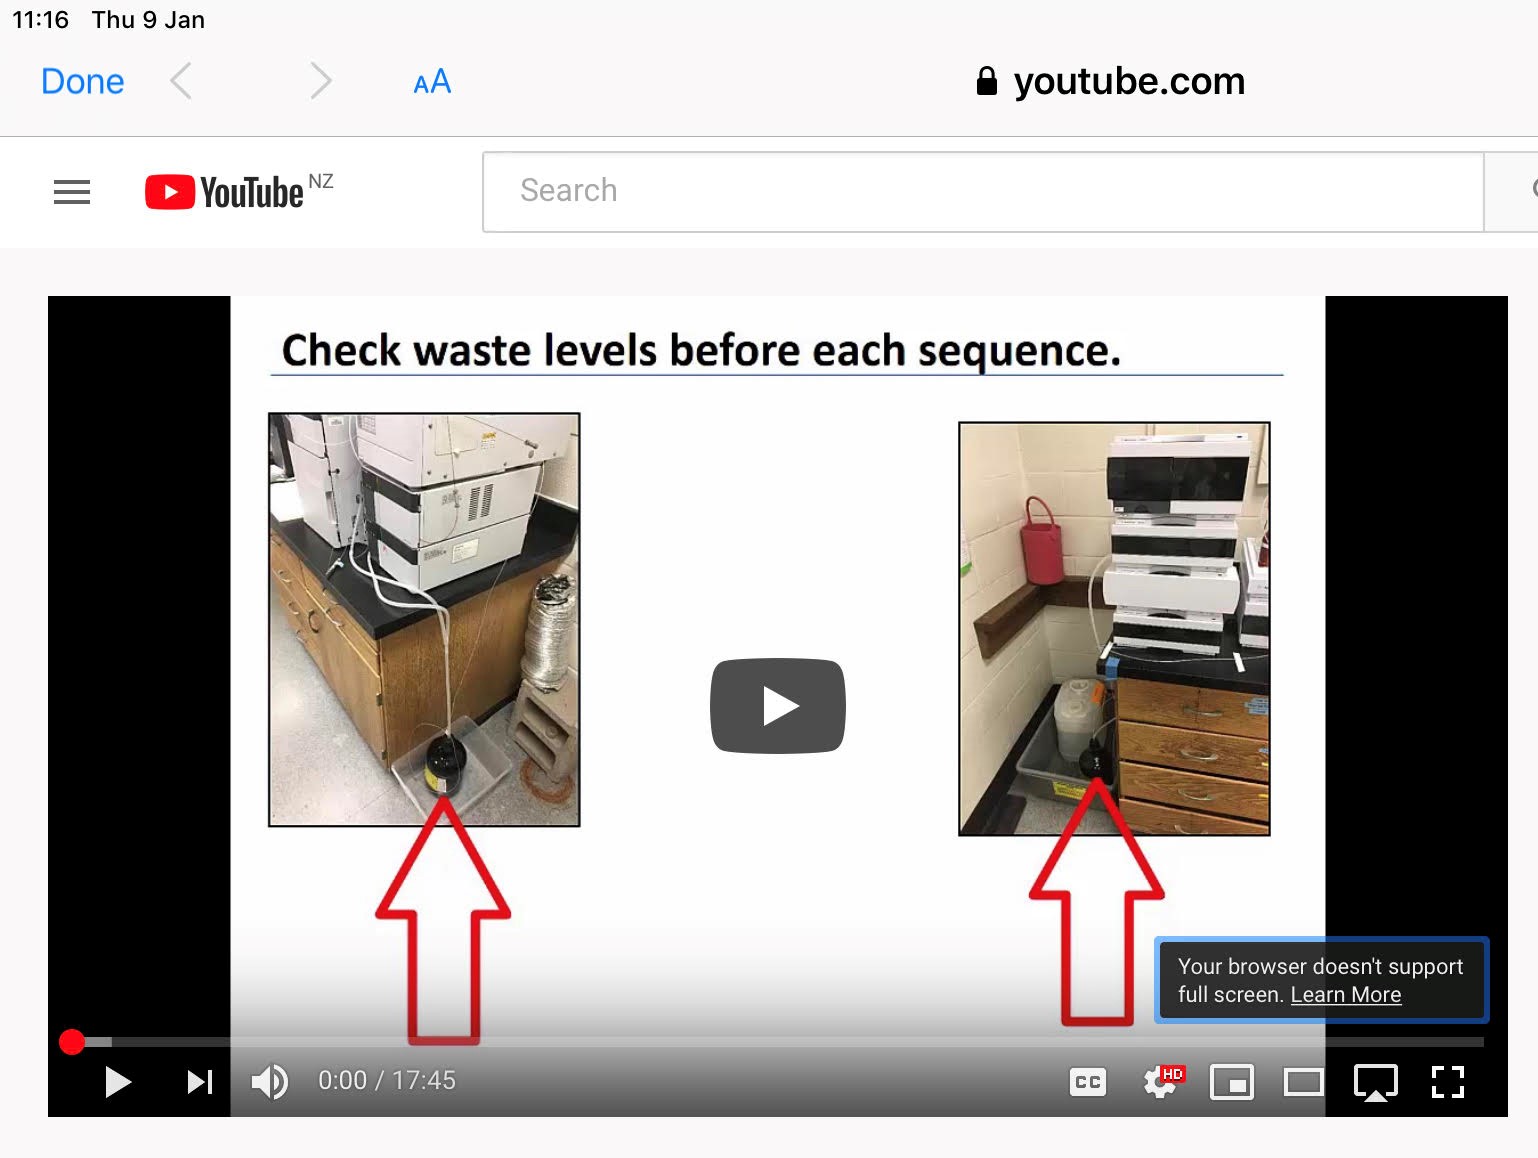 11:16 Thu 9 Jan
Done AA youtube.com
YouTube NZ
Search
Check waste levels before each sequence.
Your browser doesn't support
full screen. Learn More
0:00 / 17:45
CC HD